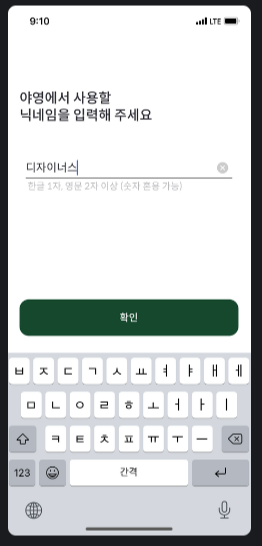 9:10
LTE
야영에서 사용할
닉네임을 입력해 주세요
디자이너스
한글 1자, 영문 2자 이상 (숫자 혼용 가능)
확인
ㅂ ㅈ ㄷ ㄱ ㅅ ㅛ ㅕ ㅑ ㅐ ㅔ
ㅁ ㄴ ㅇ ㄹ ㅎ ㅗ ㅓ ㅏ ㅣ
ㅋ ㅌ ㅊ ㅍ ㅠ ㅜ ㅡ
123 간격